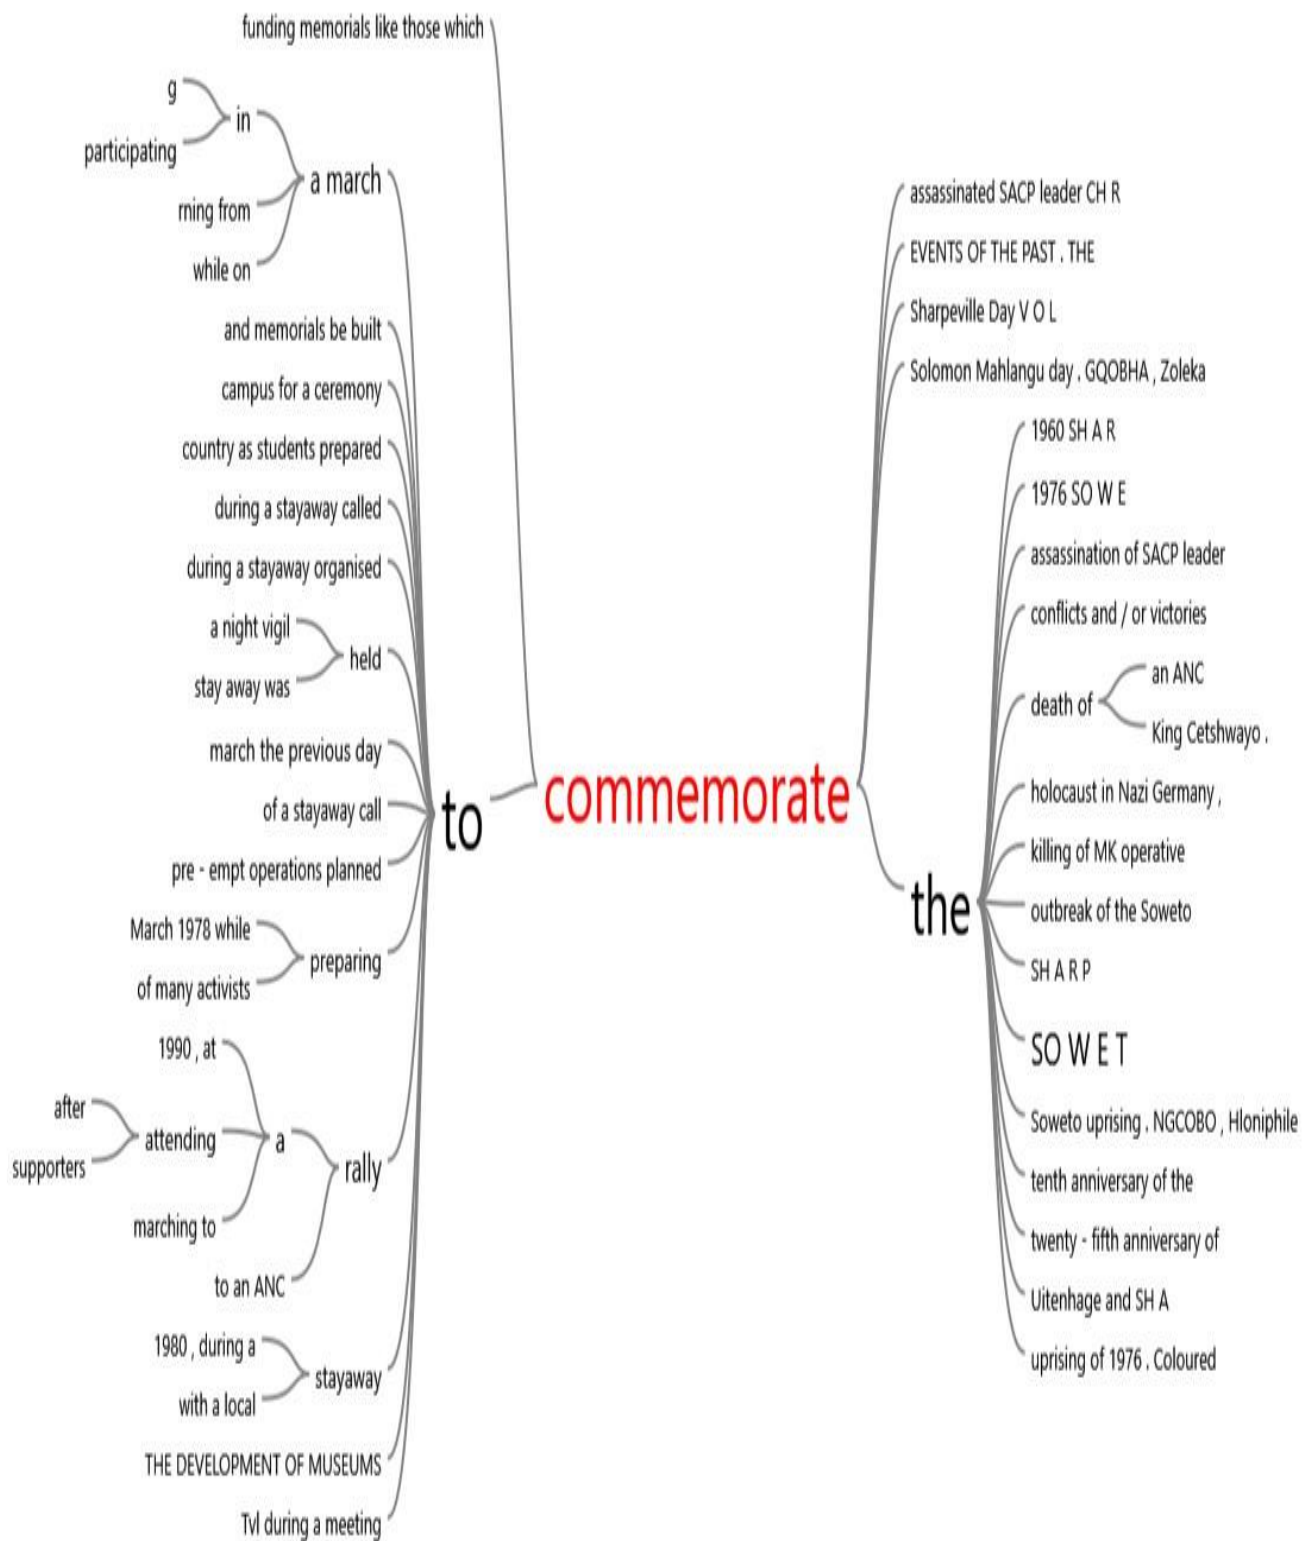 funding memorials like those which
g
in
participating
a march
rning from
while on
and memorials be built
campus for a ceremony
country as students prepared
during a stayaway called
during a stayaway organised
a night vigil
held
stay away was
march the previous day
of a stayaway call
pre - empt operations planned
March 1978 while
preparing
of many activists
1990 , at
after
attending
a
supporters
rally
marching to
to an ANC
1980 , during a
stayaway
with a local
THE DEVELOPMENT OF MUSEUMS
Tvl during a meeting
to
commemorate
assassinated SACP leader CH R
EVENTS OF THE PAST . THE
Sharpeville Day V O L
Solomon Mahlangu day . GQOBHA , Zoleka
the
1960 SH A R
1976 SO W E
assassination of SACP leader
conflicts and / or victories
death of
an ANC
King Cetshwayo .
holocaust in Nazi Germany ,
killing of MK operative
outbreak of the Soweto
SH A R P
SO W E T
Soweto uprising . NGCOBO , Hloniphile
tenth anniversary of the
twenty - fifth anniversary of
Uitenhage and SH A
uprising of 1976 . Coloured